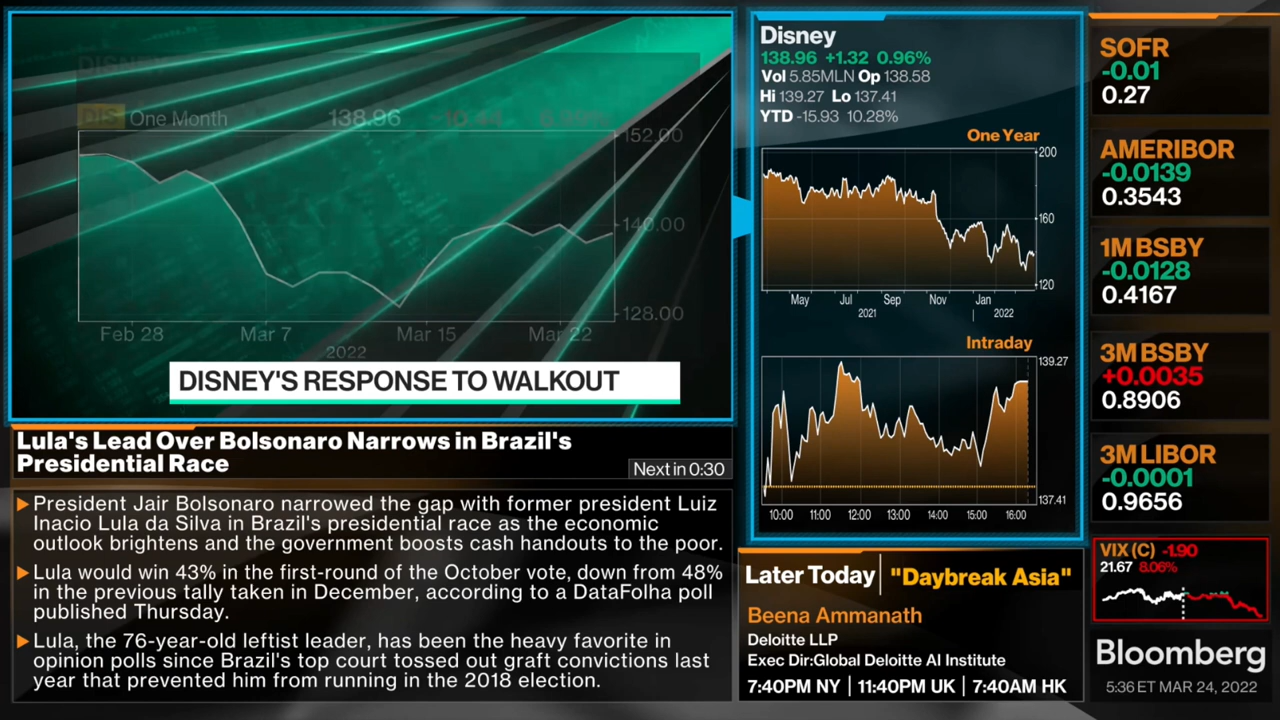 DISNEY
DIS One Month 138.96 -10.44 6.99%
152.00
140.00
128.00
Feb 28 Mar 7 Mar 15 Mar 22
2022
DISNEY'S RESPONSE TO WALKOUT
Lula's Lead Over Bolsonaro Narrows in Brazil's
Presidential Race
Next in 0:30
President Jair Bolsonaro narrowed the gap with former president Luiz
Inacio Lula da Silva in Brazil's presidential race as the economic
outlook brightens and the government boosts cash handouts to the poor.
Lula would win 43% in the first-round of the October vote, down from 48%
in the previous tally taken in December, according to a DataFolha poll
published Thursday.
Lula, the 76-year-old leftist leader, has been the heavy favorite in
opinion polls since Brazil's top court tossed out graft convictions last
year that prevented him from running in the 2018 election.
Disney
138.96 +1.32 0.96%
Vol 5.85MLN Op 138.58
Hi 139.27 Lo 137.41
YTD -15.93 10.28%
One Year
200
160
120
May Jul Sep Nov Jan
2021 2022
Intraday
139.27
137.41
10:00 11:00 12:00 13:00 14:00 15:00 16:00
Later Today "Daybreak Asia"
Beena Ammanath
Deloitte LLP
Exec Dir:Global Deloitte AI Institute
7:40PM NY | 11:40PM UK | 7:40AM HK
SOFR
-0.01
0.27
AMERIBOR
-0.0139
0.3543
1M BSBY
-0.0128
0.4167
3M BSBY
+0.0035
0.8906
3M LIBOR
-0.0001
0.9656
VIX (C) -1.90
21.67 8.06%
Bloomberg
5:36 ET MAR 24, 2022